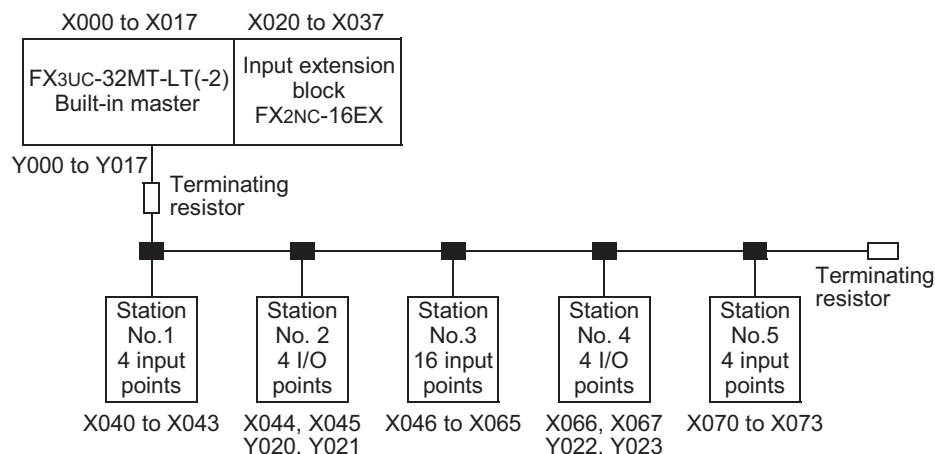 X000 to X017
X020 to X037
FX3UC-32MT-LT(-2)
Built-in master
Input extension
block
FX2NC-16EX
Y000 to Y017
Terminating
resistor
Terminating
resistor
Station
No.1
4 input
points
Station
No. 2
4 I/O
points
Station
No.3
16 input
points
Station
No. 4
4 I/O
points
Station
No.5
4 input
points
X040 to X043
X044, X045
Y020, Y021
X046 to X065
X066, X067
Y022, Y023
X070 to X073